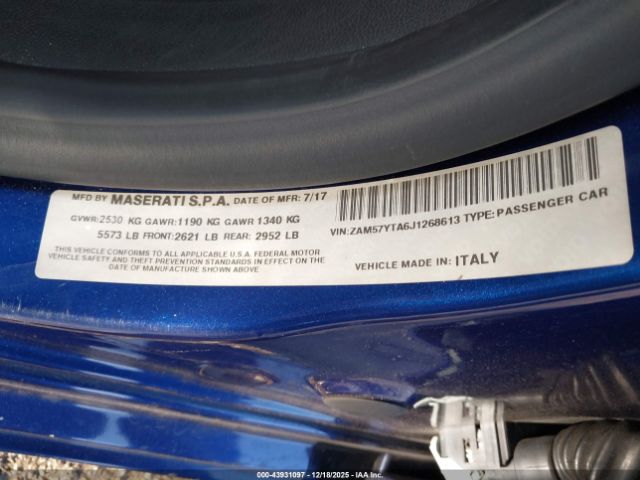 MFD BY MASERATI S.P.A. DATE OF MFR: 7/17
GVWR: 2530 KG GAWR: 1190 KG GAWR 1340 KG
5573 LB FRONT: 2621 LB REAR: 2952 LB
THIS VEHICLE CONFORMS TO ALL APPLICABLE U.S.A. FEDERAL MOTOR
VEHICLE SAFETY AND THEFT PREVENTION STANDARDS IN EFFECT ON THE
DATE OF MANUFACTURE SHOWN ABOVE
VIN: ZAM57YTA6J1268613 TYPE: PASSENGER CAR
VEHICLE MADE IN: ITALY
000-43931097 | 12/18/2025 | © Copyright IAA, LLC